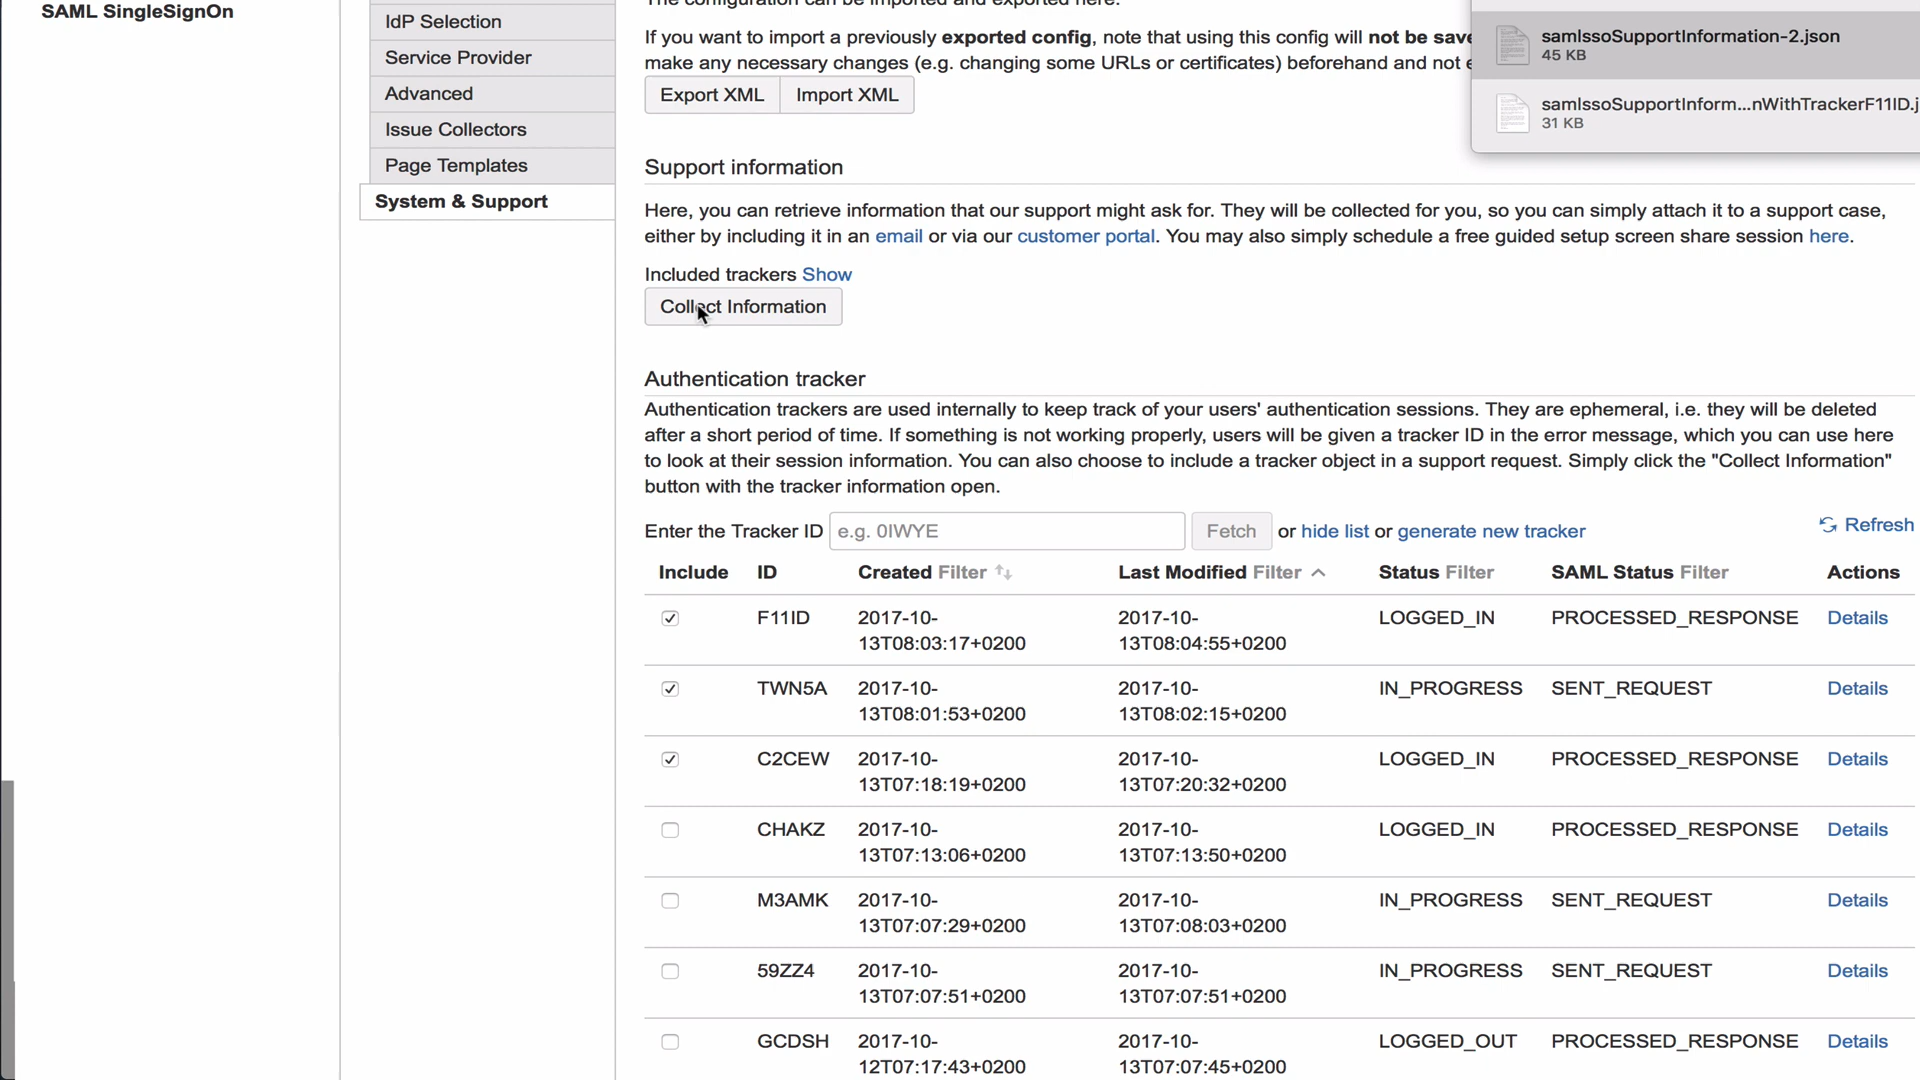 SAML SingleSignOn
IdP Selection
Service Provider
Advanced
Issue Collectors
Page Templates
System & Support
The configuration can be imported and exported here.
If you want to import a previously exported config, note that using this config will not be save
make any necessary changes (e.g. changing some URLs or certificates) beforehand and not e
Export XML
Import XML
samlssoSupportInformation-2.json
45 KB
samlssoSupportInform...nWithTrackerF11ID.j
31 KB
Support information
Here, you can retrieve information that our support might ask for. They will be collected for you, so you can simply attach it to a support case,
either by including it in an email or via our customer portal. You may also simply schedule a free guided setup screen share session here.
Included trackers Show
Collect Information
Authentication tracker
Authentication trackers are used internally to keep track of your users' authentication sessions. They are ephemeral, i.e. they will be deleted
after a short period of time. If something is not working properly, users will be given a tracker ID in the error message, which you can use here
to look at their session information. You can also choose to include a tracker object in a support request. Simply click the "Collect Information"
button with the tracker information open.
Enter the Tracker ID e.g. 0IWYE Fetch or hide list or generate new tracker
Refresh
Include ID Created Filter Last Modified Filter Status Filter SAML Status Filter Actions
F11ID 2017-10- 2017-10- LOGGED_IN PROCESSED_RESPONSE Details
13T08:03:17+0200 13T08:04:55+0200
TWN5A 2017-10- 2017-10- IN_PROGRESS SENT_REQUEST Details
13T08:01:53+0200 13T08:02:15+0200
C2CEW 2017-10- 2017-10- LOGGED_IN PROCESSED_RESPONSE Details
13T07:18:19+0200 13T07:20:32+0200
CHAKZ 2017-10- 2017-10- LOGGED_IN PROCESSED_RESPONSE Details
13T07:13:06+0200 13T07:13:50+0200
M3AMK 2017-10- 2017-10- IN_PROGRESS SENT_REQUEST Details
13T07:07:29+0200 13T07:08:03+0200
59ZZ4 2017-10- 2017-10- IN_PROGRESS SENT_REQUEST Details
13T07:07:51+0200 13T07:07:51+0200
GCDSH 2017-10- 2017-10- LOGGED_OUT PROCESSED_RESPONSE Details
12T07:17:43+0200 13T07:07:45+0200